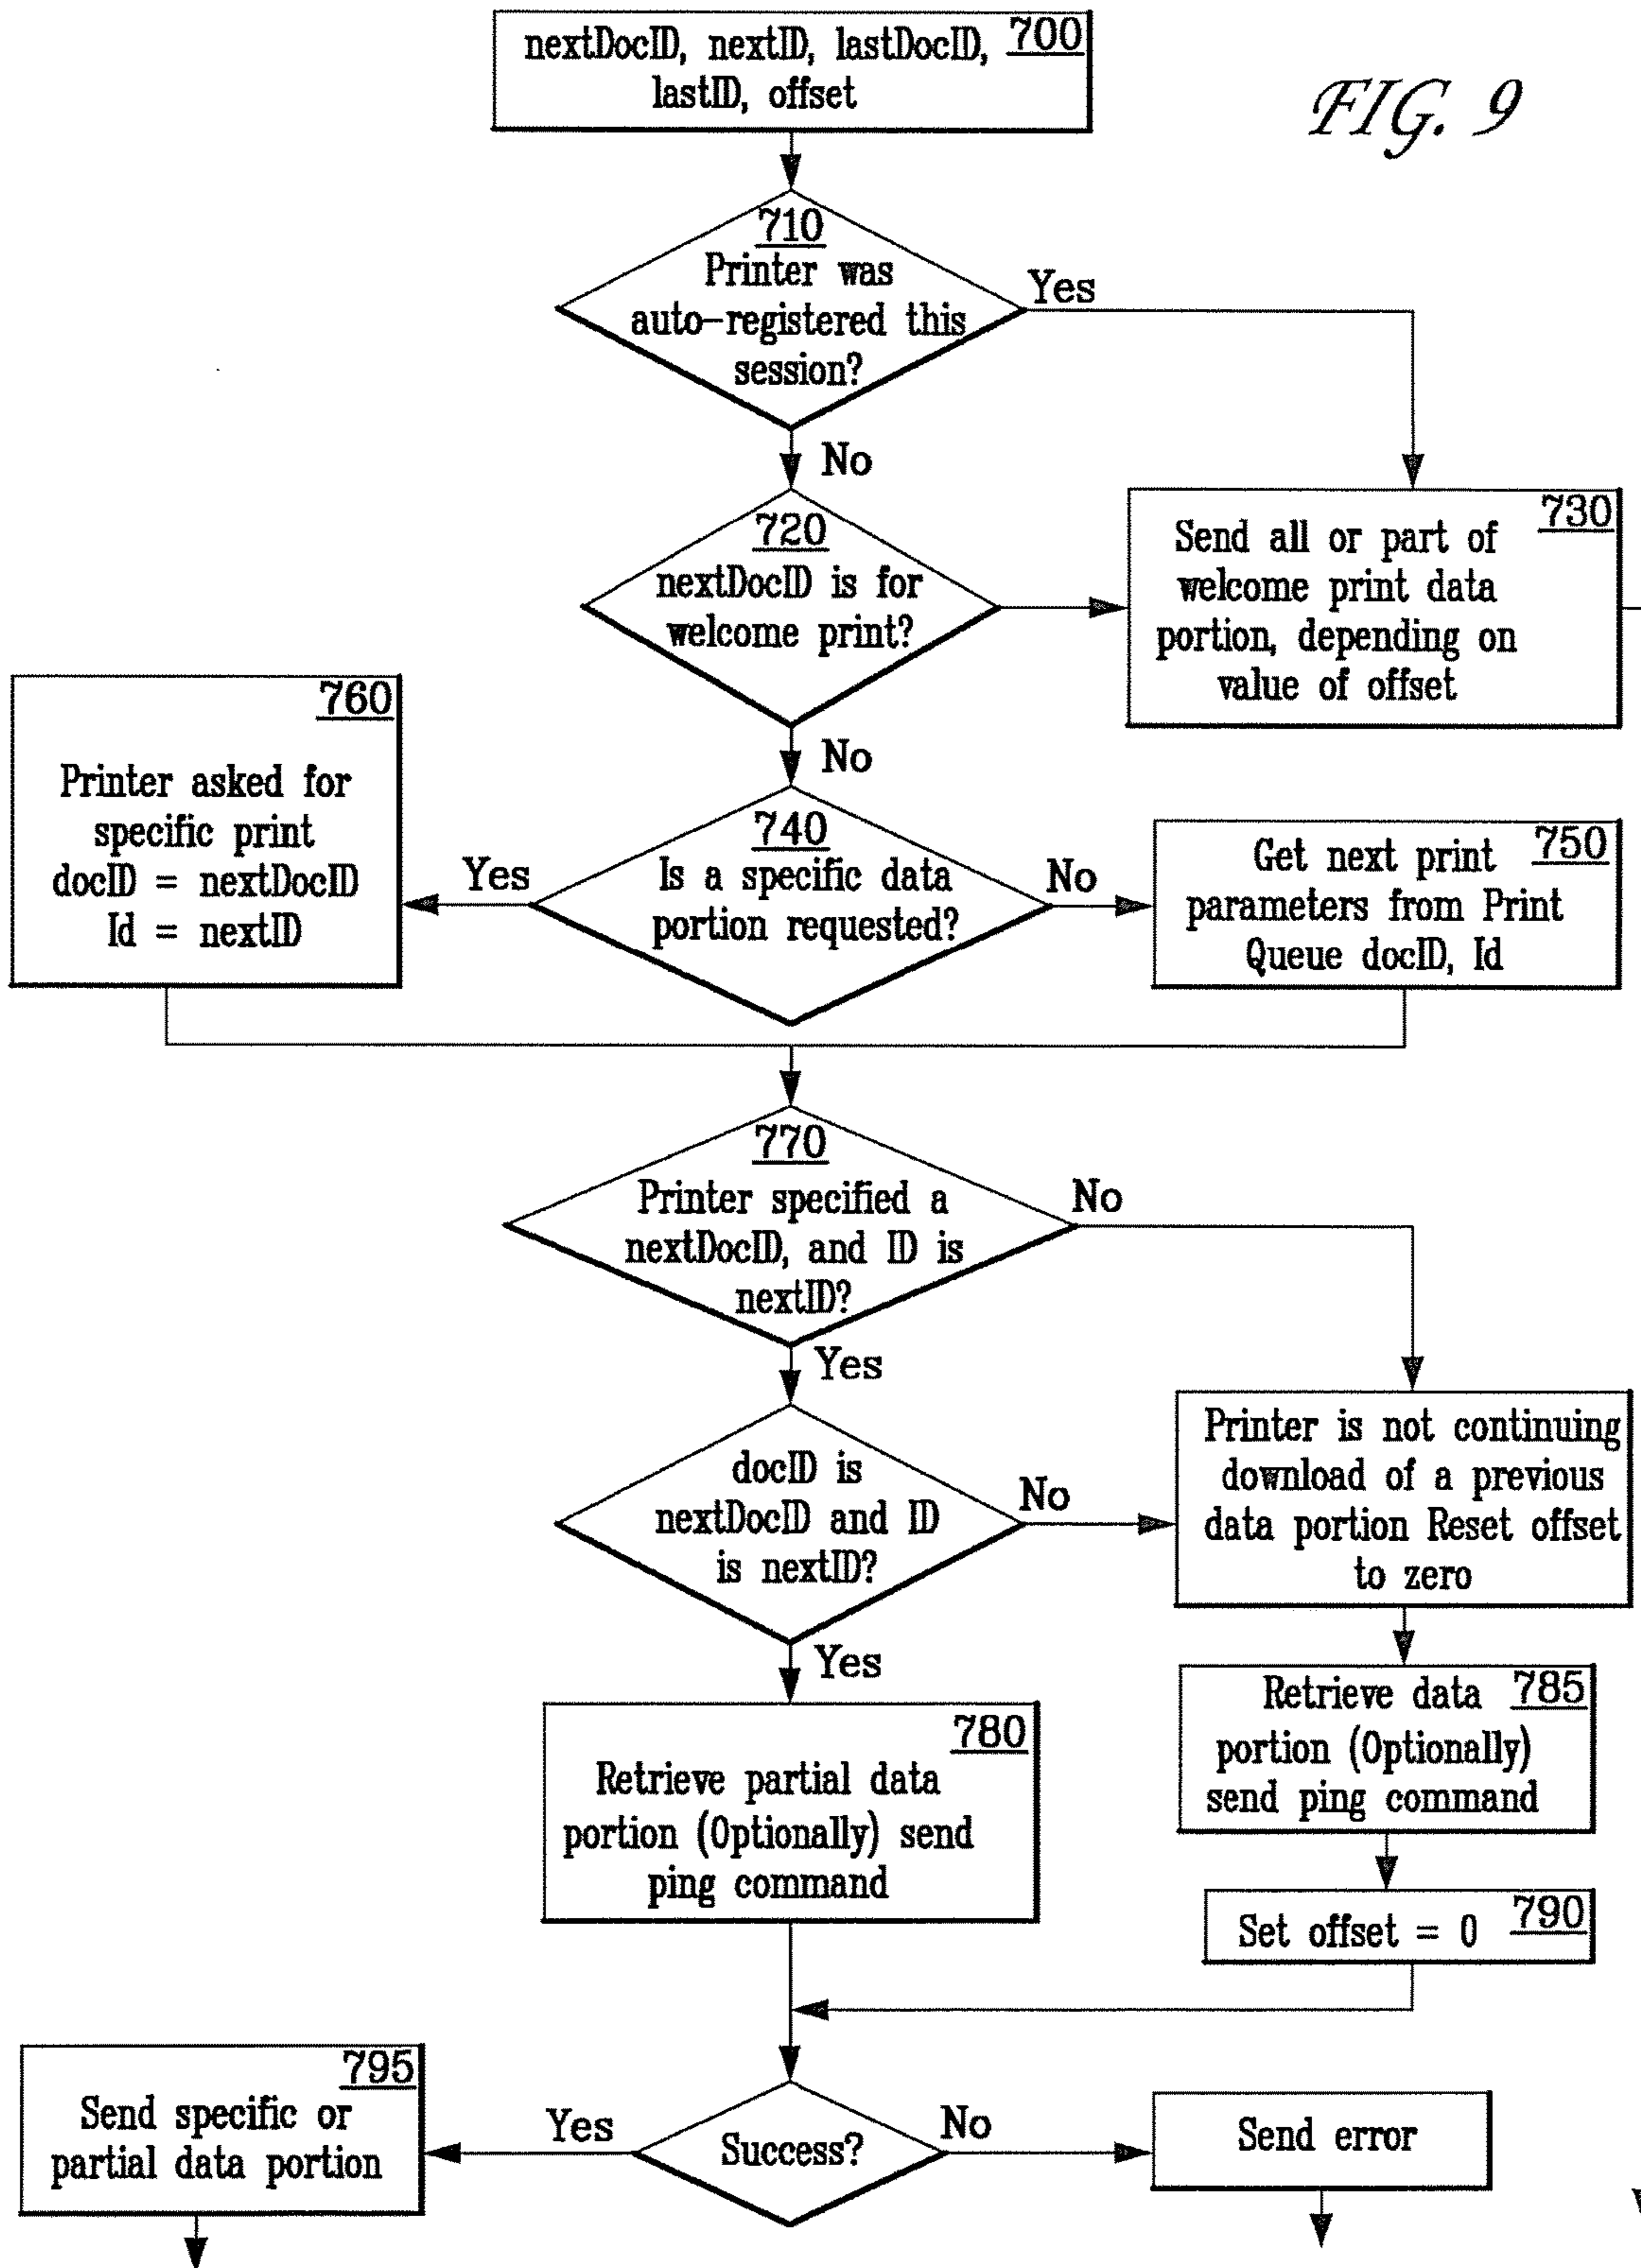 nextDocID, nextID, lastDocID, 700
lastID, offset
FIG. 9
710
Printer was
auto-registered this
session?
Yes
No
720
nextDocID is for
welcome print?
730
Send all or part of
welcome print data
portion, depending on
value of offset
No
760
Printer asked for
specific print
docID = nextDocID
Id = nextID
Yes
740
Is a specific data
portion requested?
No
Get next print 750
parameters from Print
Queue docID, Id
770
Printer specified a
nextDocID, and ID is
nextID?
No
Yes
docID is
nextDocID and ID
is nextID?
No
Printer is not continuing
download of a previous
data portion Reset offset
to zero
Yes
780
Retrieve partial data
portion (Optionally) send
ping command
Retrieve data 785
portion (Optionally)
send ping command
Set offset = 0 790
795
Send specific or
partial data portion
Yes
Success?
No
Send error